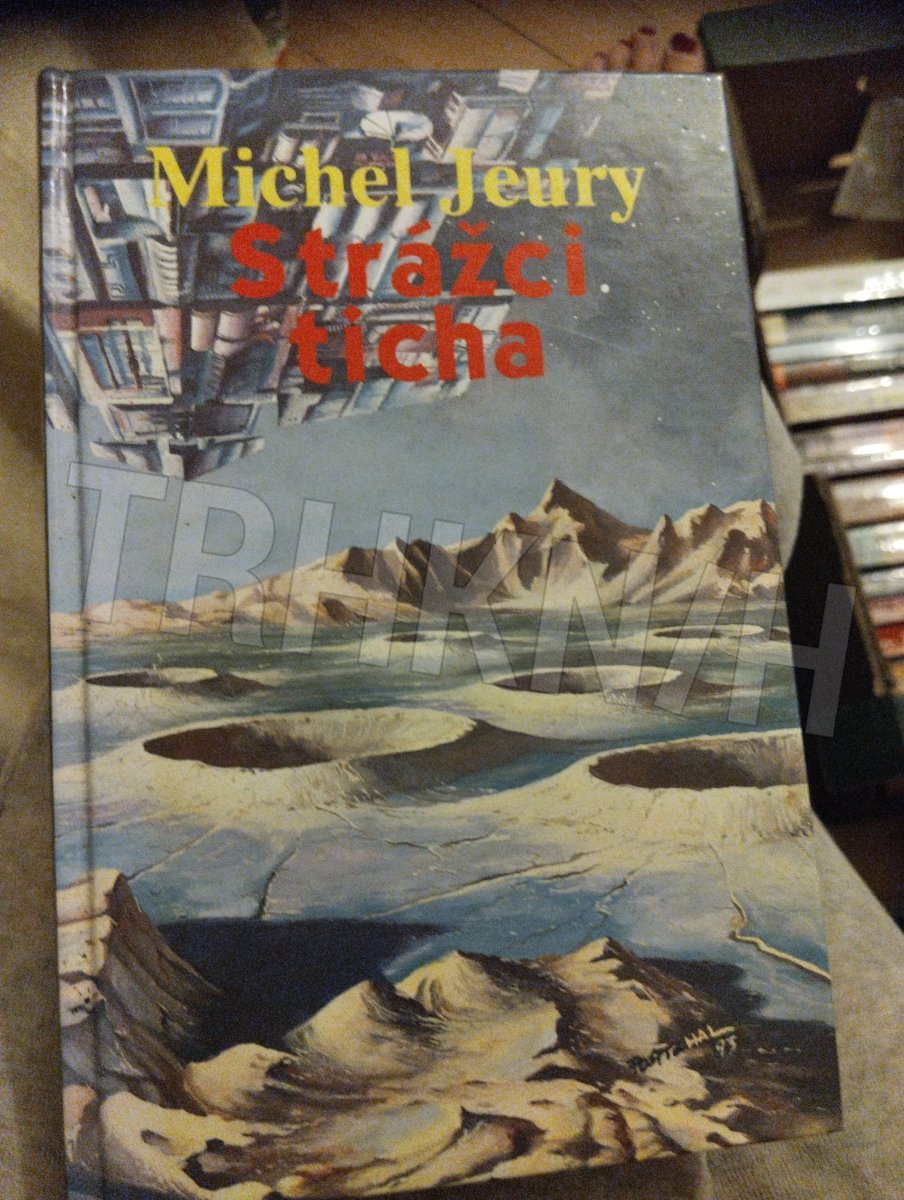 Michel Jeury
Strážci
ticha
TRHKNIH